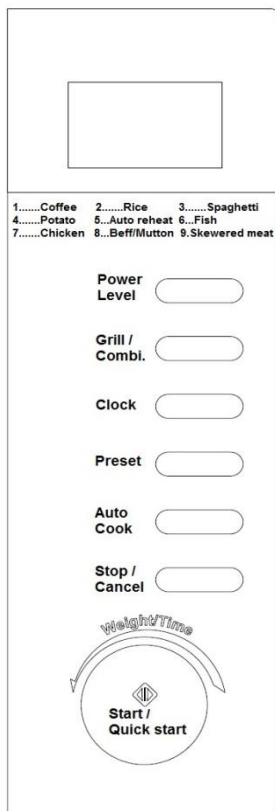 1.......Coffee 2.......Rice 3.......Spaghetti
4.......Potato 5...Auto reheat 6...Fish
7.......Chicken 8...Beff/Mutton 9.Skewered meat
Power
Level
Grill /
Combi.
Clock
Preset
Auto
Cook
Stop /
Cancel
Weight/Time
Start /
Quick start